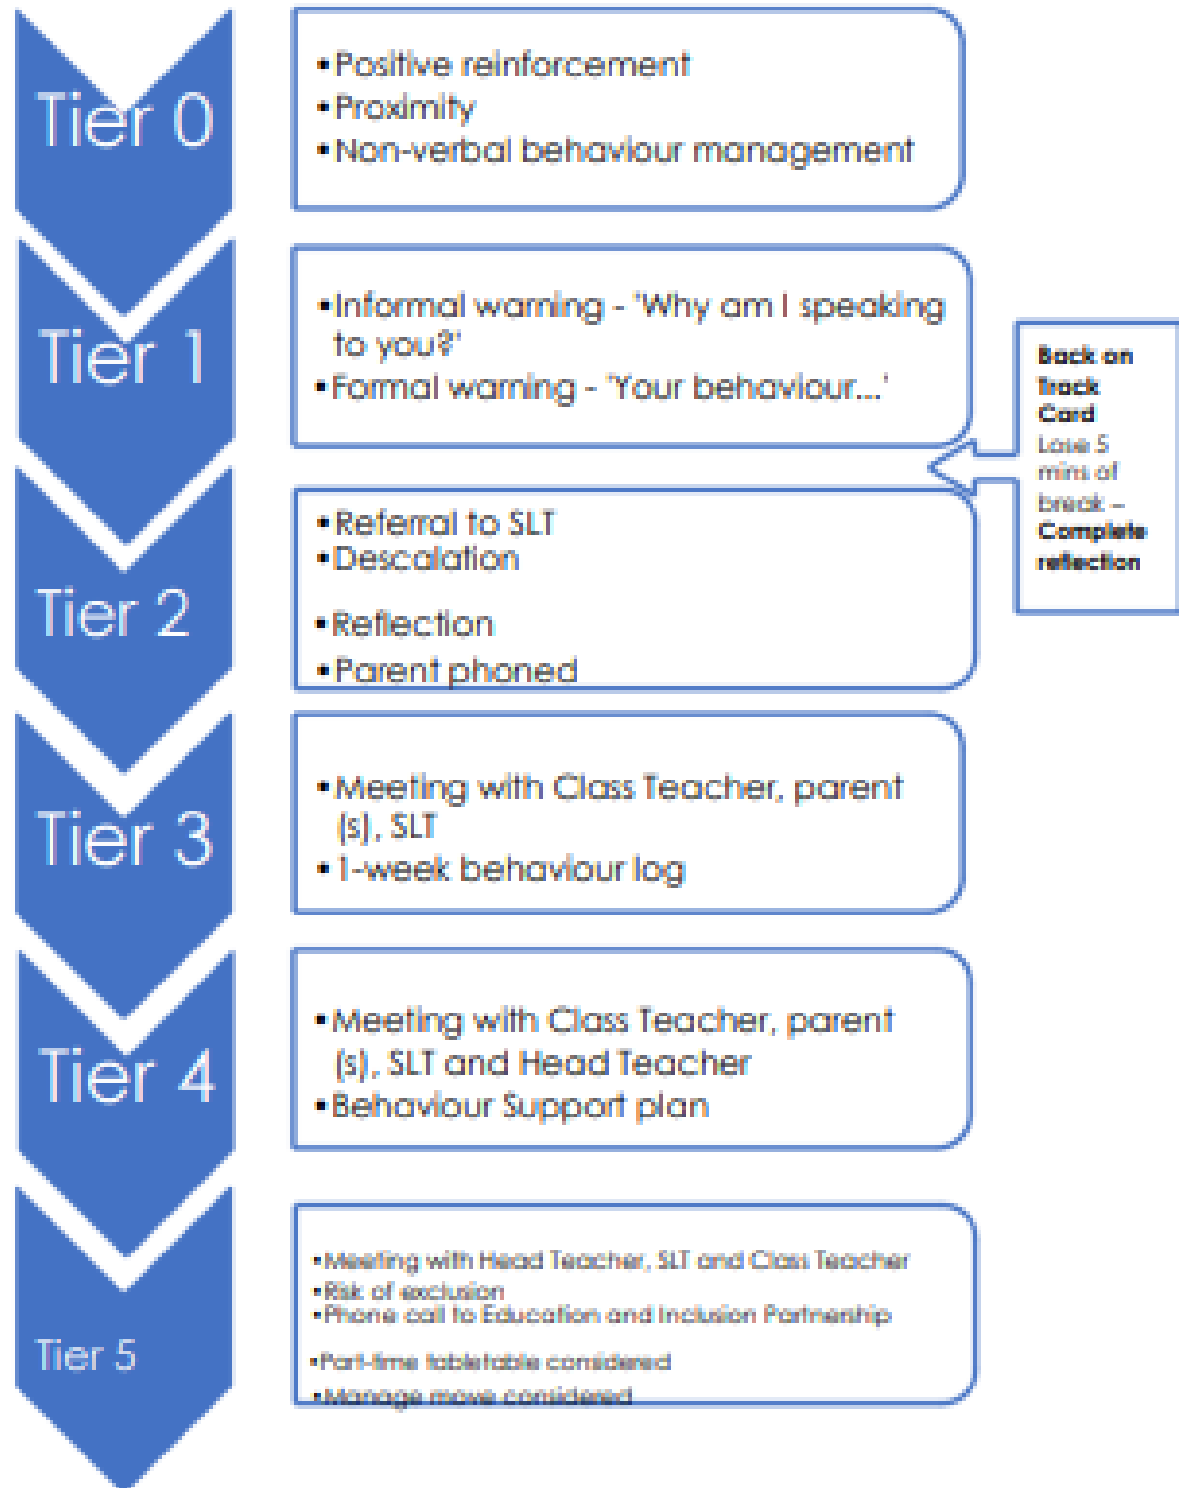 Tier 0
•Positive reinforcement
•Proximity
•Non-verbal behaviour management
Tier 1
•Informal warning - 'Why am I speaking
to you?'
•Formal warning - 'Your behaviour...'
Back on
Track
Card
Lose 5
mins of
break –
Complete
reflection
Tier 2
•Referral to SLT
•Descalation
•Reflection
•Parent phoned
Tier 3
•Meeting with Class Teacher, parent
(s), SLT
•1-week behaviour log
Tier 4
•Meeting with Class Teacher, parent
(s), SLT and Head Teacher
•Behaviour Support plan
Tier 5
•Meeting with Head Teacher, SLT and Class Teacher
•Risk of exclusion
•Phone call to Education and Inclusion Partnership
•Part-time tabletable considered
•Manage move considered